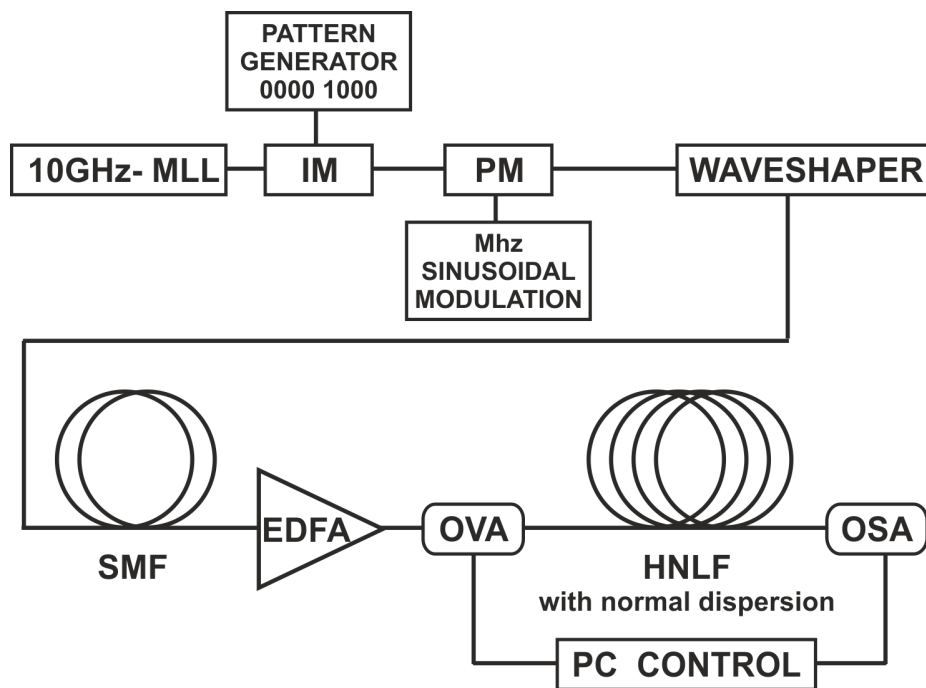 PATTERN
GENERATOR
0000 1000
10GHz- MLL
IM
PM
WAVESHAPER
Mhz
SINUSOIDAL
MODULATION
SMF
EDFA
OVA
HNLF
with normal dispersion
OSA
PC CONTROL